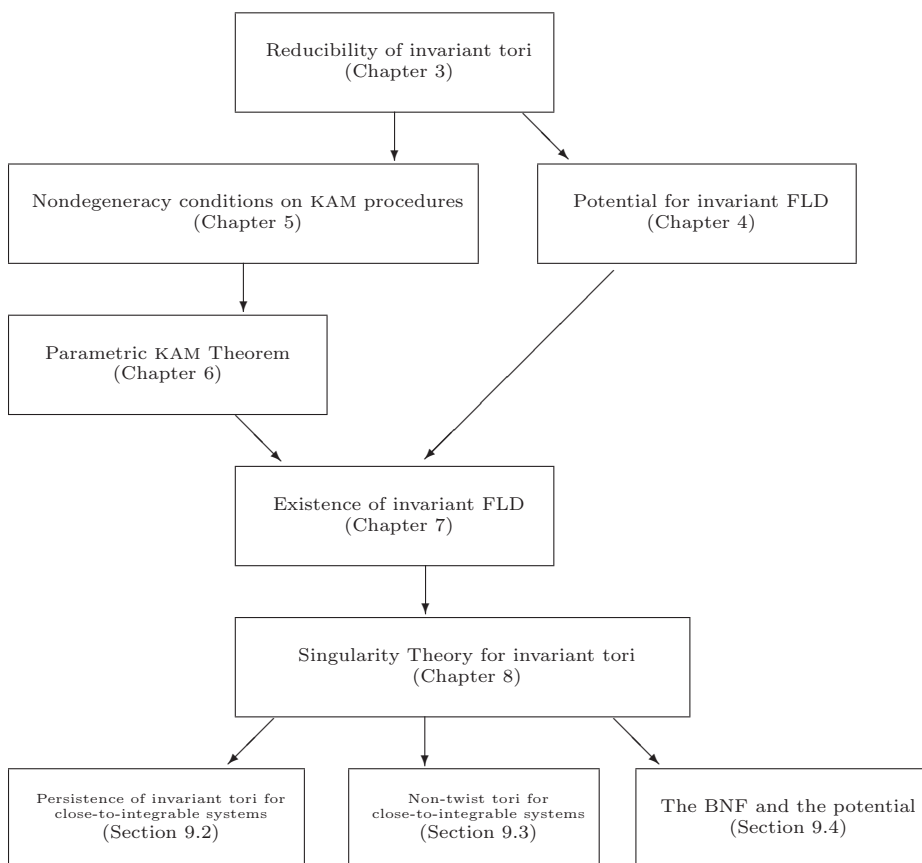 Reducibility of invariant tori
(Chapter 3)
Nondegeneracy conditions on KAM procedures
(Chapter 5)
Potential for invariant FLD
(Chapter 4)
Parametric KAM Theorem
(Chapter 6)
Existence of invariant FLD
(Chapter 7)
Singularity Theory for invariant tori
(Chapter 8)
Persistence of invariant tori for
close-to-integrable systems
(Section 9.2)
Non-twist tori for
close-to-integrable systems
(Section 9.3)
The BNF and the potential
(Section 9.4)